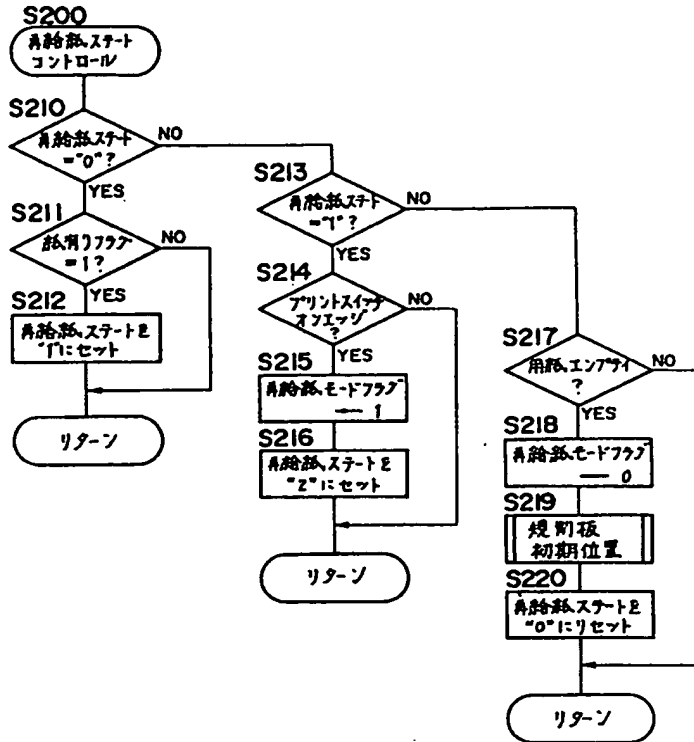 S200
再給紙ステート
コントロール
S210
再給紙ステート
="0"?
NO
YES
S211
紙有りフラグ
=1?
NO
YES
S212
再給紙ステートを
"1"にセット
リターン
S213
再給紙ステート
="1"?
NO
YES
S214
プリントスイッチ
オンエッジ
?
NO
YES
S215
再給紙モードフラグ
← 1
S216
再給紙ステートを
"2"にセット
リターン
S217
用紙エンプティ
?
NO
YES
S218
再給紙モードフラグ
— 0
S219
規制板
初期位置
S220
再給紙ステートを
"0"にリセット
リターン